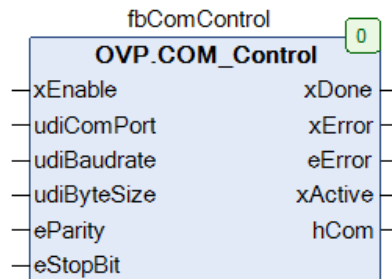 fbComControl
0
OVP.COM_Control
xEnable xDone
udiComPort xError
udiBaudrate eError
udiByteSize xActive
eParity hCom
eStopBit